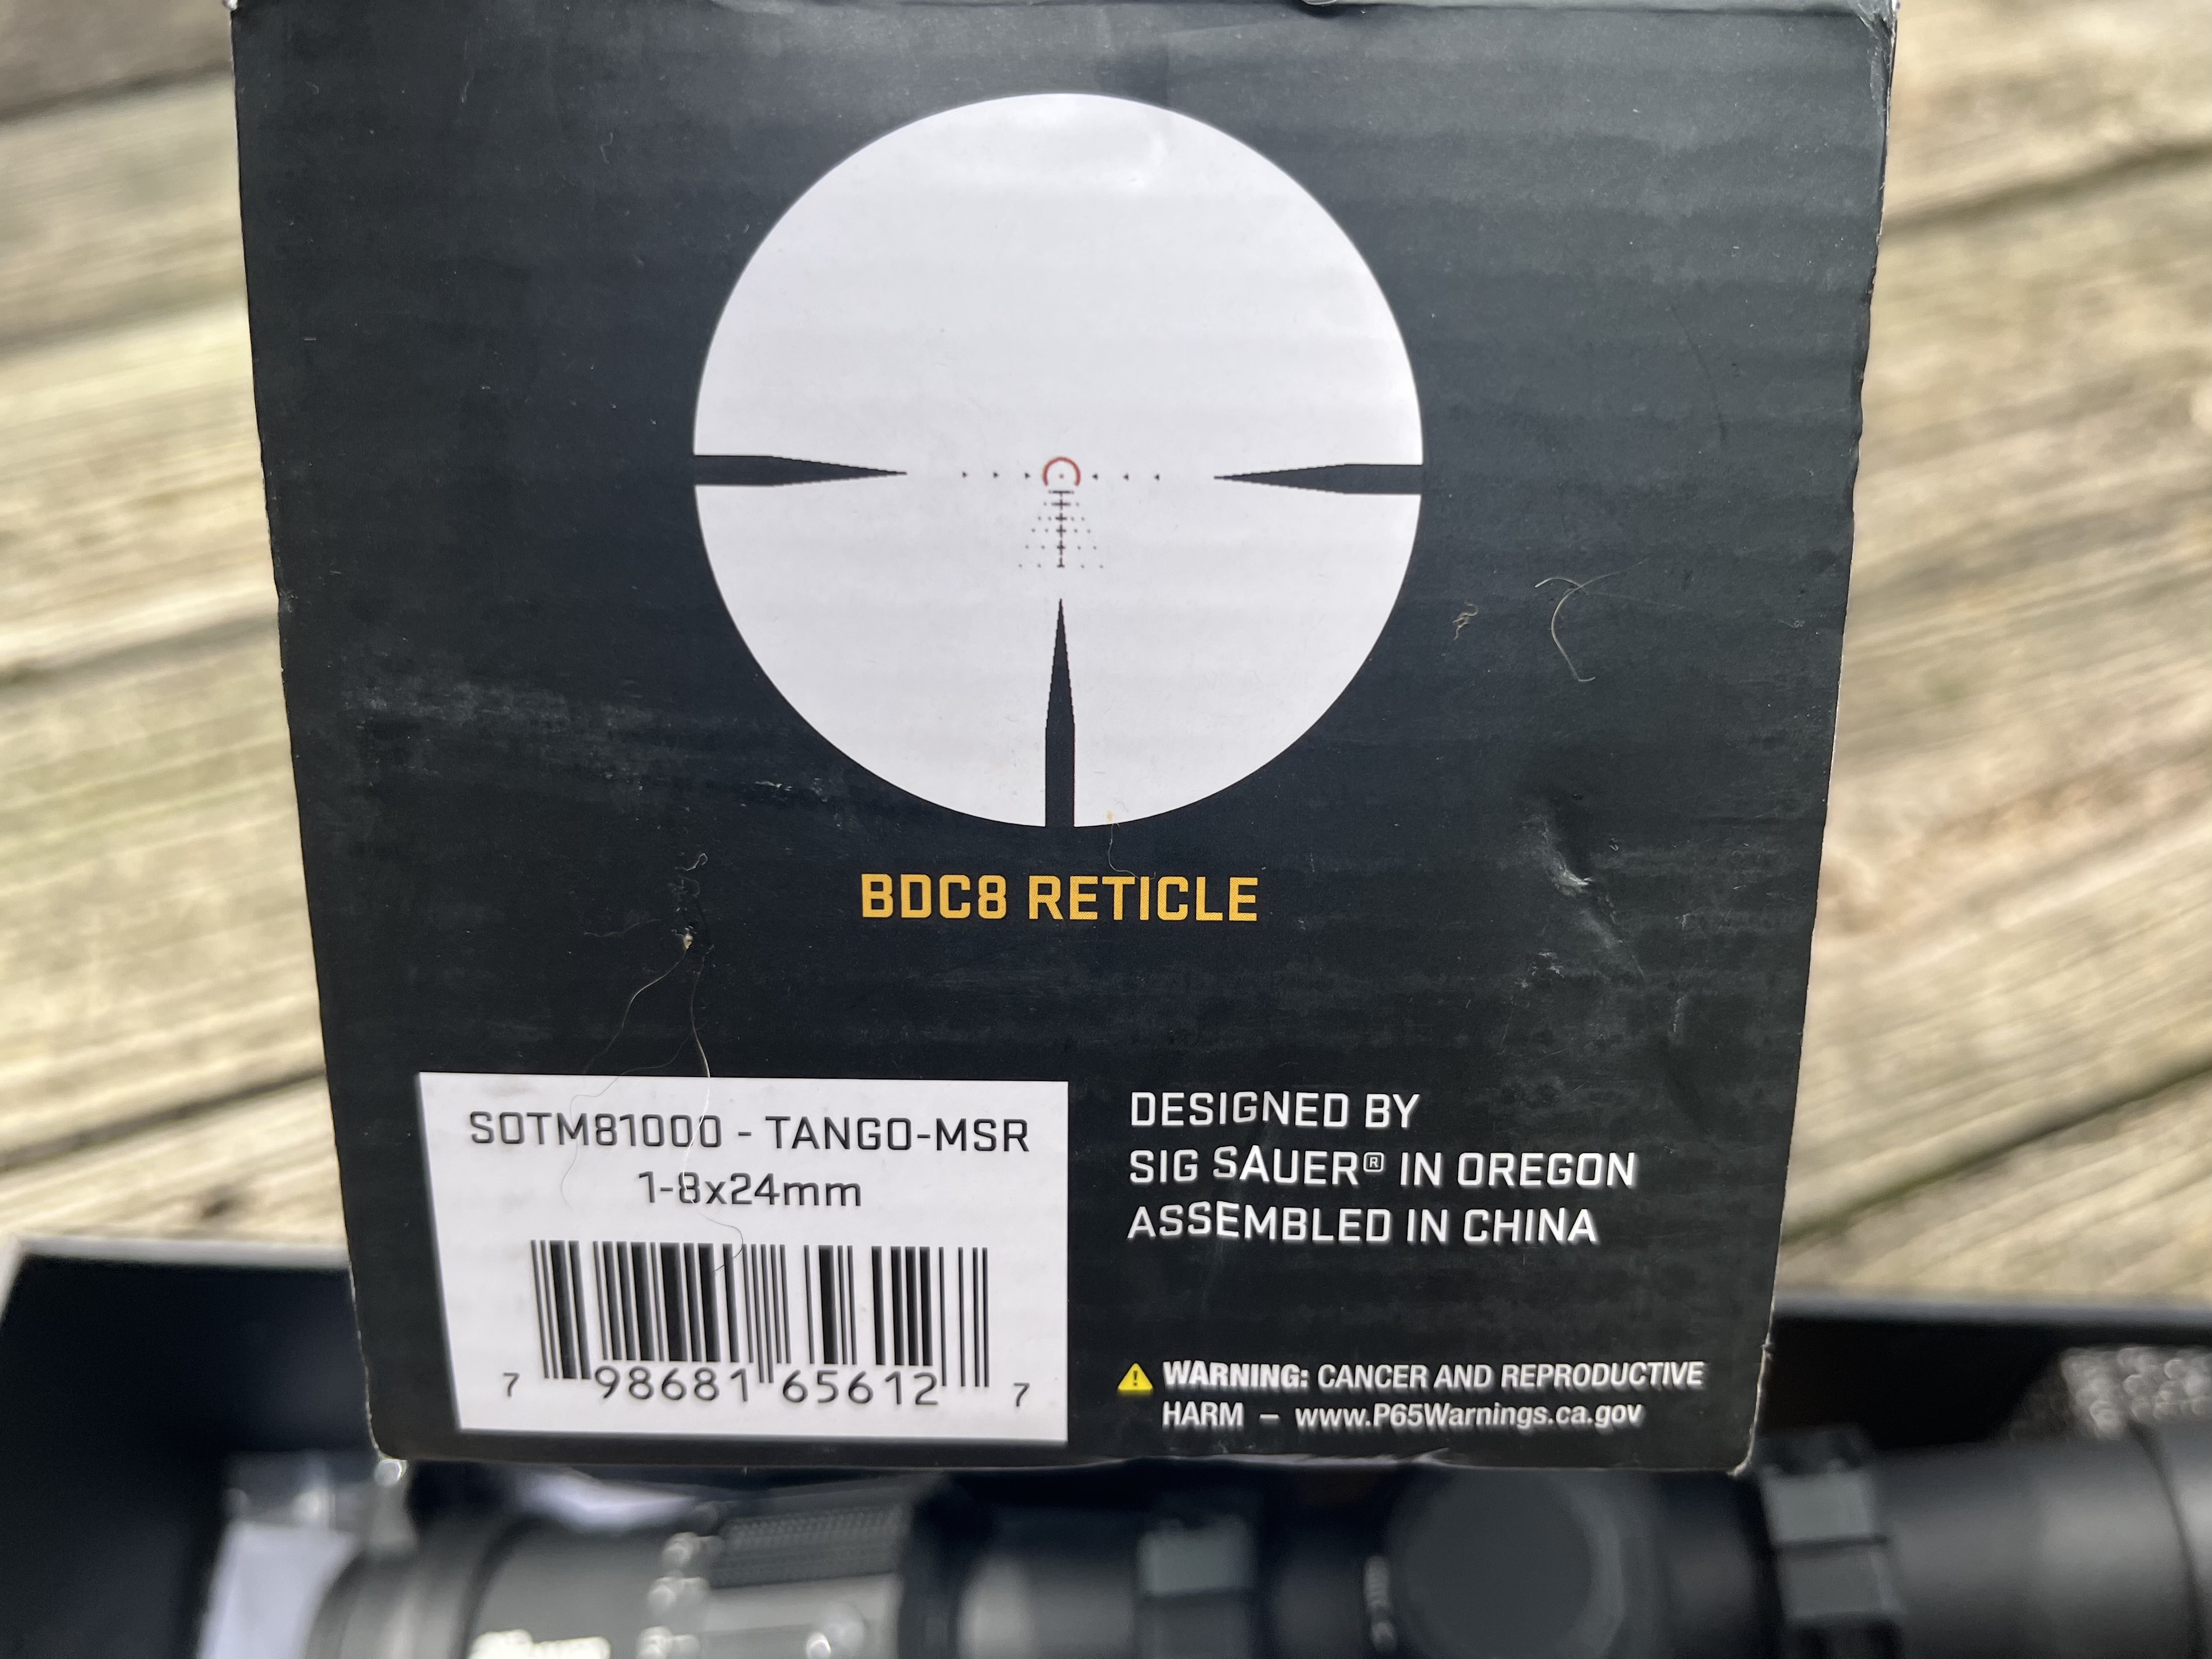 BDC8 RETICLE
SOTM81000 - TANGO-MSR
1-8x24mm
7 98681 65612 7
DESIGNED BY
SIG SAUER® IN OREGON
ASSEMBLED IN CHINA
WARNING: CANCER AND REPRODUCTIVE
HARM – www.P65Warnings.ca.gov